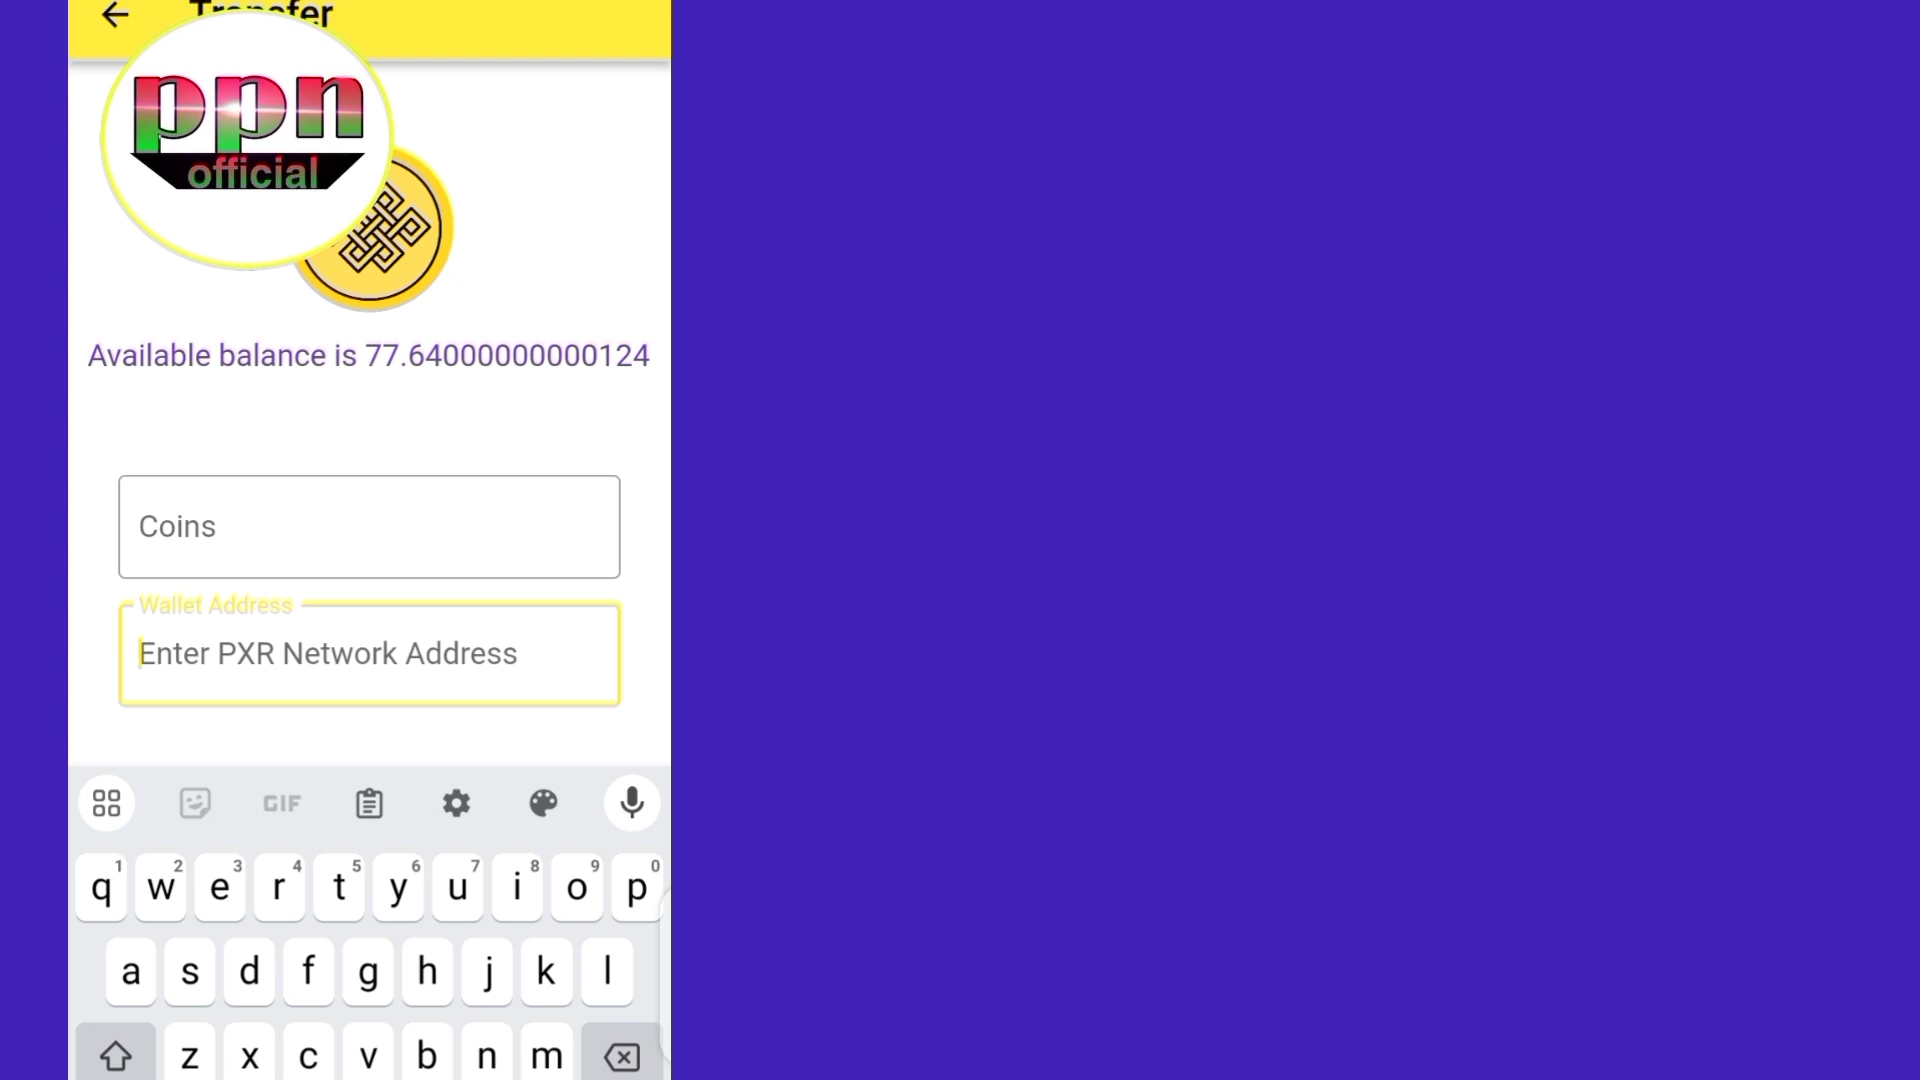 Transfer
ppn
official
Available balance is 77.64000000000124
Coins
Wallet Address
Enter PXR Network Address
GIF
1 2 3 4 5 6 7 8 9 0
q w e r t y u i o p
a s d f g h j k l
z x c v b n m